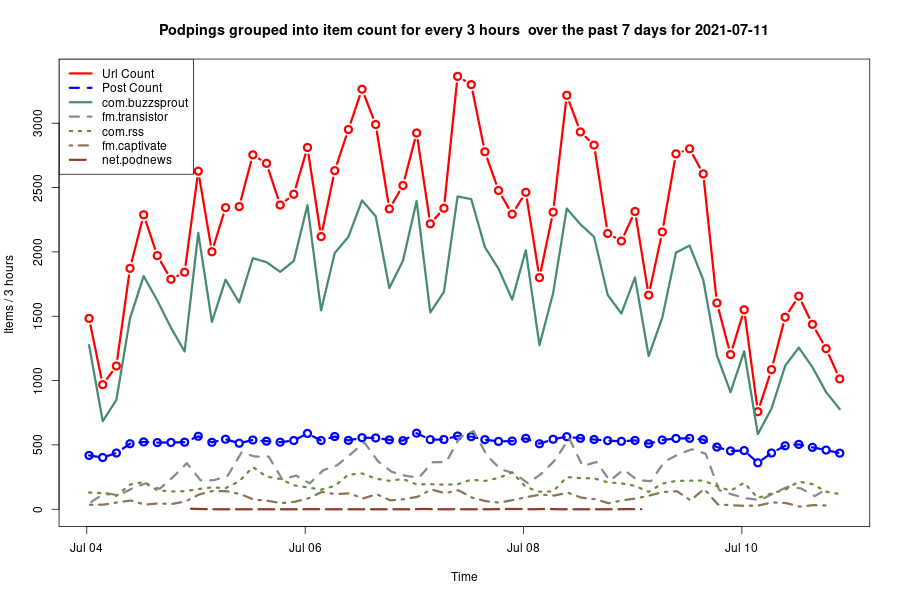 Podpings grouped into item count for every 3 hours  over the past 7 days for 2021-07-11
Url Count
Post Count
com.buzzsprout
fm.transistor
com.rss
fm.captivate
net.podnews
Items / 3 hours
3000
2500
2000
1500
1000
500
0
Jul 04
Jul 06
Jul 08
Jul 10
Time